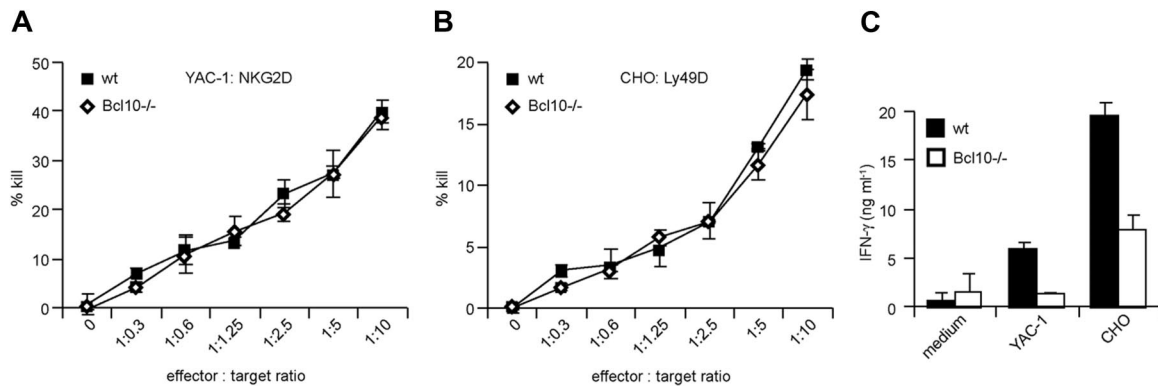 A
50
40
30
20
10
0
% kill
wt
Bcl10-/-
YAC-1: NKG2D
0
1:0.3
1:0.6
1:1.25
1:2.5
1:5
1:10
effector : target ratio
B
20
15
10
5
0
% kill
wt
Bcl10-/-
CHO: Ly49D
0
1:0.3
1:0.6
1:1.25
1:2.5
1:5
1:10
effector : target ratio
C
20
15
10
5
0
IFN-γ (ng ml⁻¹)
wt
Bcl10-/-
medium
YAC-1
CHO